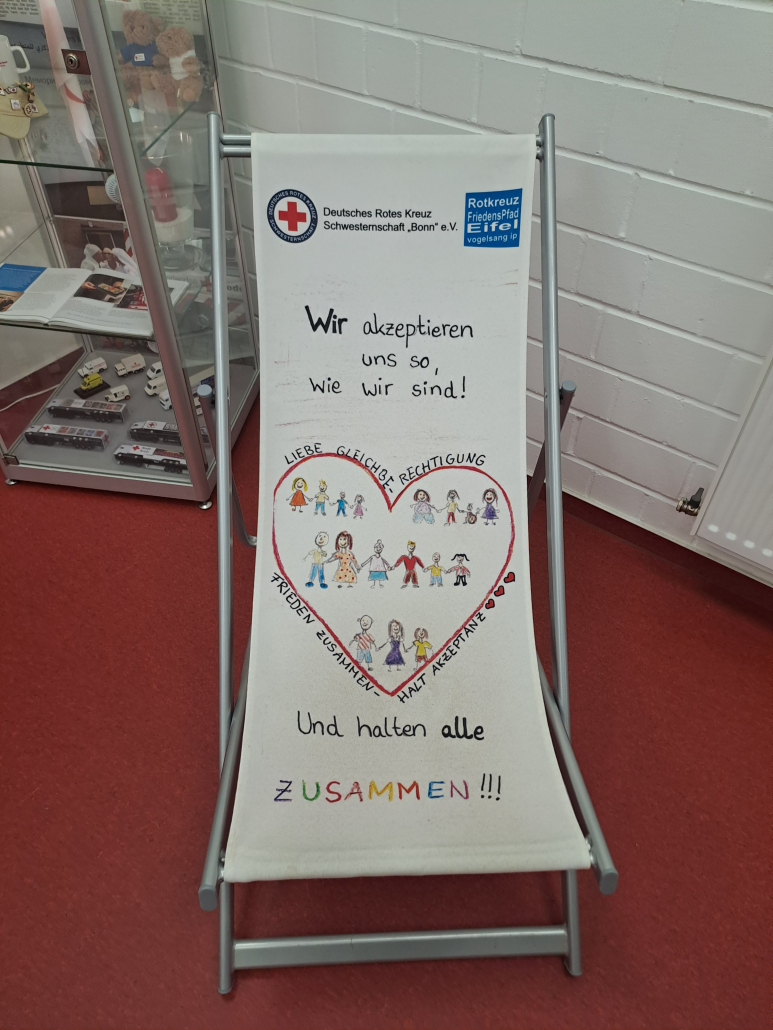 DEUTSCHES ROTES KREUZ
SCHWESTERNSCHAFT
Deutsches Rotes Kreuz
Schwesternschaft „Bonn“ e.V.
Rotkreuz
FriedensPfad
Eifel
vogelsang ip
Wir akzeptieren
uns so,
wie wir sind!
LIEBE GLEICHBERECHTIGUNG
FRIEDEN ZUSAMMEN-
HALT AKZEPTANZ
Und halten alle
ZUSAMMEN!!!